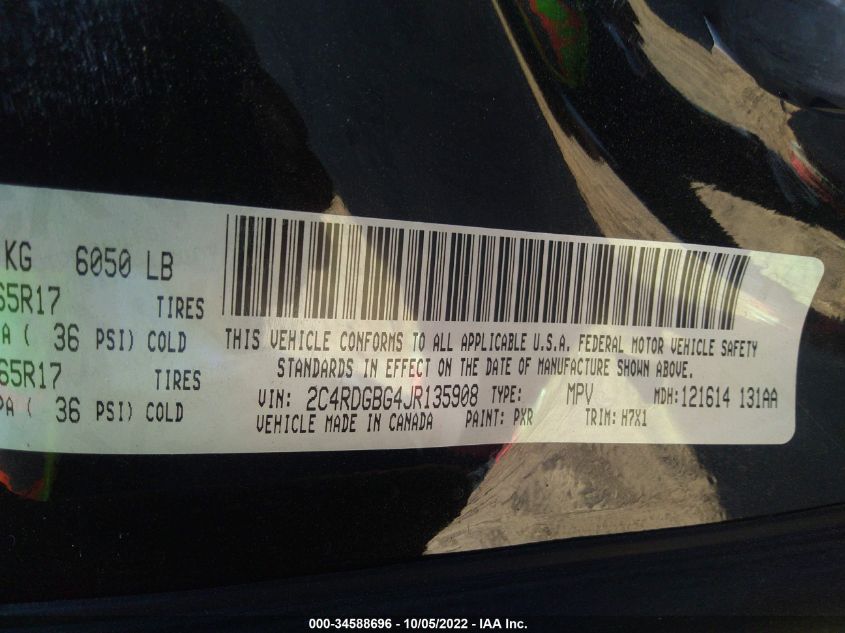 KG 6050 LB
65R17 TIRES
A ( 36 PSI) COLD
65R17 TIRES
PA ( 36 PSI) COLD
THIS VEHICLE CONFORMS TO ALL APPLICABLE U.S.A. FEDERAL MOTOR VEHICLE SAFETY
STANDARDS IN EFFECT ON THE DATE OF MANUFACTURE SHOWN ABOVE.
VIN: 2C4RDGBG4JR135908 TYPE: MPV MDH: 121614 131AA
VEHICLE MADE IN CANADA PAINT: PXR TRIM: H7X1
000-34588696 - 10/05/2022 - IAA Inc.